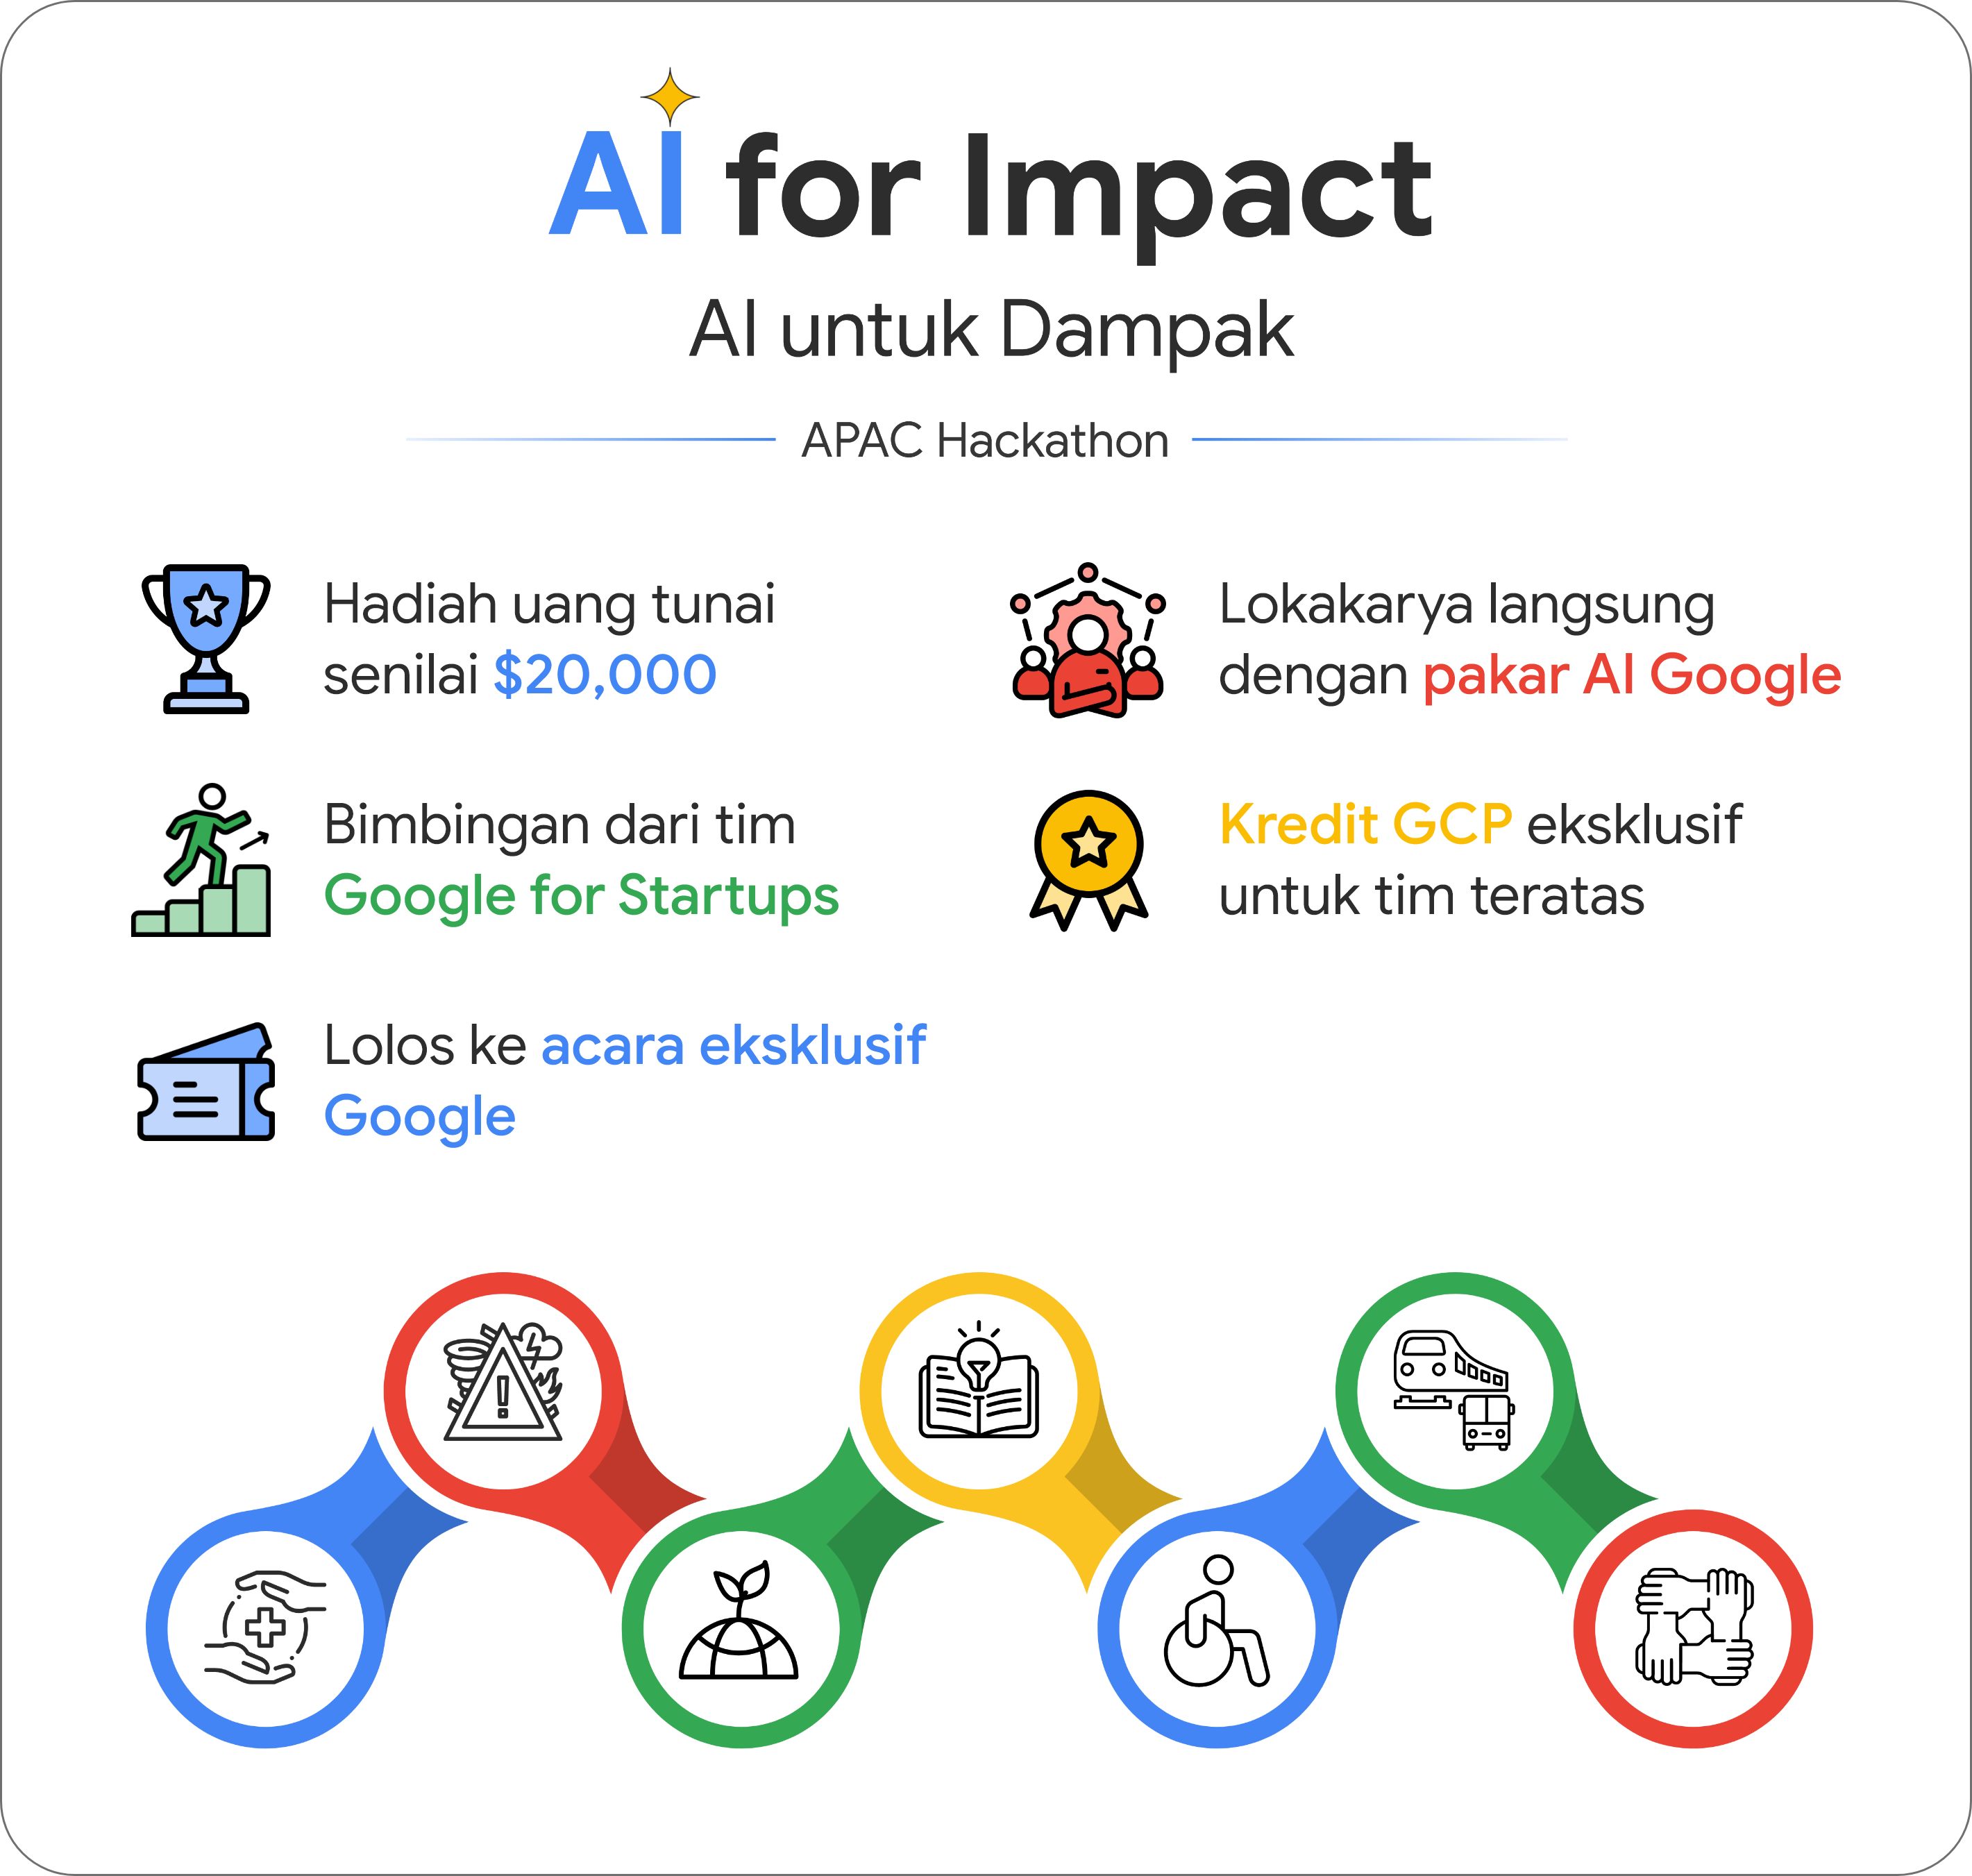 AI for Impact
AI untuk Dampak
APAC Hackathon
Hadiah uang tunai
senilai $20,000
Lokakarya langsung
dengan pakar AI Google
Bimbingan dari tim
Google for Startups
Kredit GCP eksklusif
untuk tim teratas
Lolos ke acara eksklusif
Google